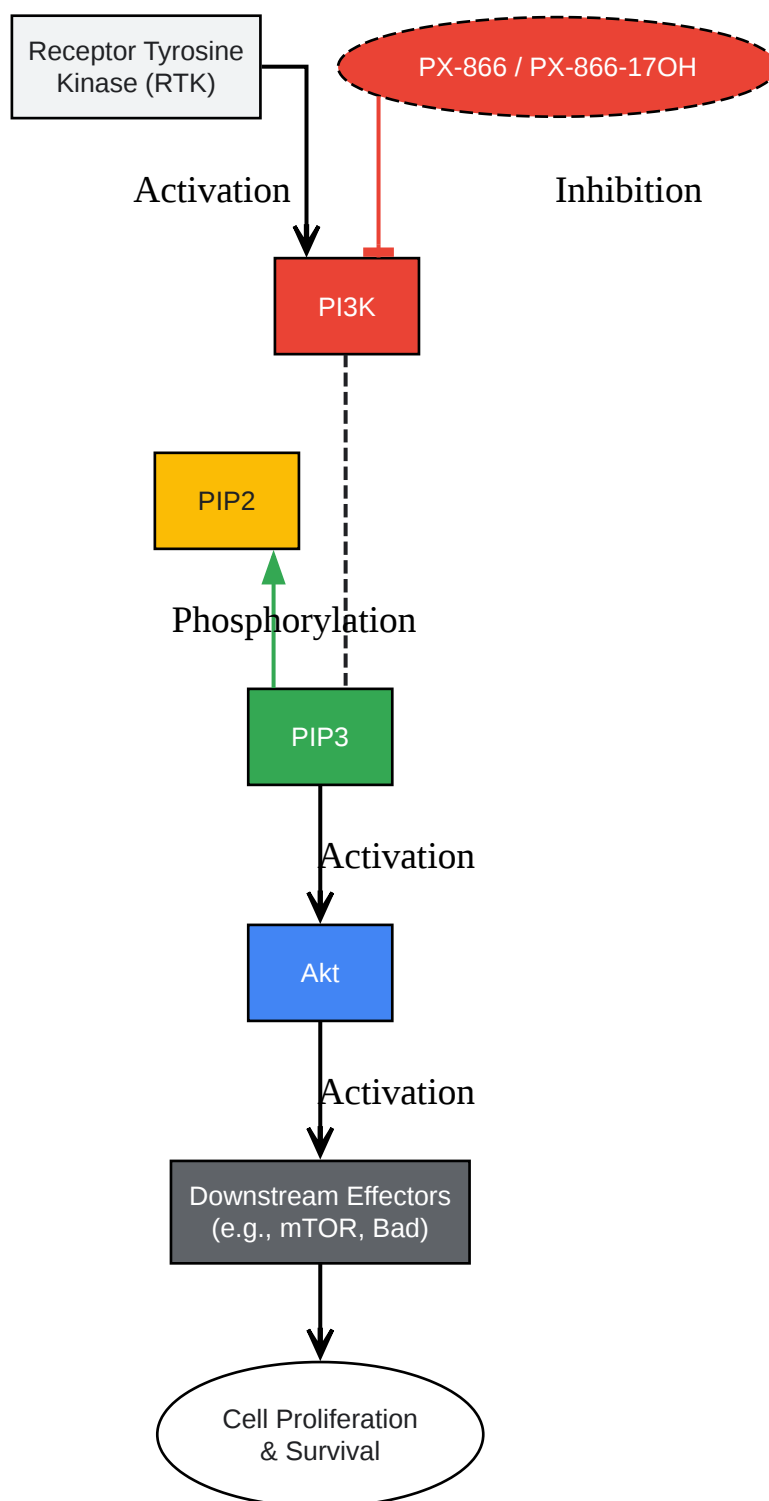 Receptor Tyrosine
Kinase (RTK)
PX-866 / PX-866-17OH
Activation
Inhibition
PI3K
PIP2
Phosphorylation
PIP3
Activation
Akt
Activation
Downstream Effectors
(e.g., mTOR, Bad)
Cell Proliferation
& Survival